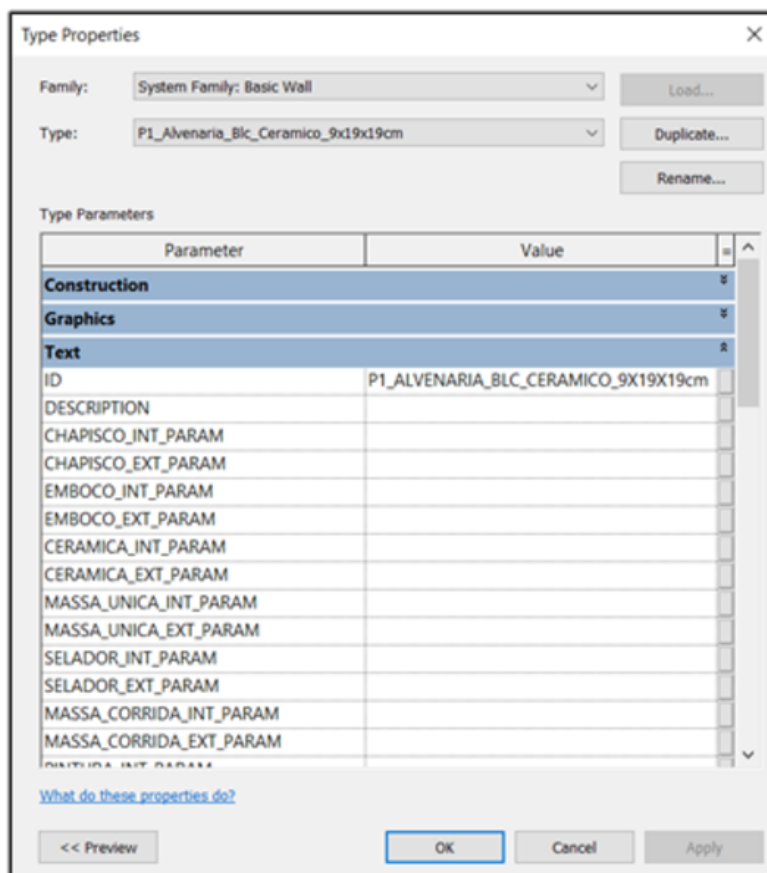 Type Properties
Family: System Family: Basic Wall Load...
Type: P1_Alvenaria_Blc_Ceramico_9x19x19cm Duplicate...
Rename...
Type Parameters
Parameter Value =
Construction
Graphics
Text
ID P1_ALVENARIA_BLC_CERAMICO_9X19X19cm
DESCRIPTION
CHAPISCO_INT_PARAM
CHAPISCO_EXT_PARAM
EMBOCO_INT_PARAM
EMBOCO_EXT_PARAM
CERAMICA_INT_PARAM
CERAMICA_EXT_PARAM
MASSA_UNICA_INT_PARAM
MASSA_UNICA_EXT_PARAM
SELADOR_INT_PARAM
SELADOR_EXT_PARAM
MASSA_CORRIDA_INT_PARAM
MASSA_CORRIDA_EXT_PARAM
PINTURA_INT_PARAM
What do these properties do?
<< Preview OK Cancel Apply